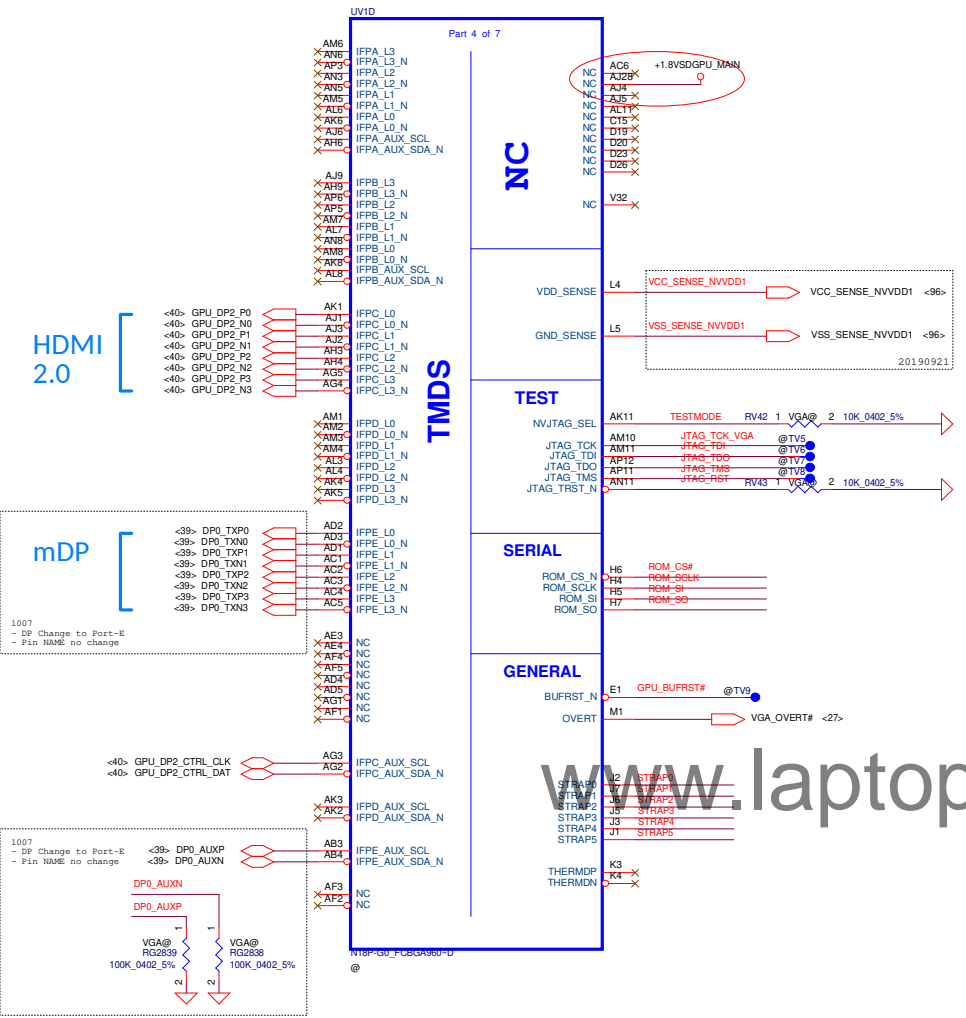 UV1D
Part 4 of 7
AM6 IFPA_L3
AN6 IFPA_L3_N
AP3 IFPA_L2
AN3 IFPA_L2_N
AN5 IFPA_L1
AM5 IFPA_L1_N
AL6 IFPA_L0
AK6 IFPA_L0_N
AJ6 IFPA_AUX_SCL
AH6 IFPA_AUX_SDA_N
AJ9 IFPB_L3
AH9 IFPB_L3_N
AP6 IFPB_L2
AP5 IFPB_L2_N
AM7 IFPB_L1
AL7 IFPB_L1_N
AN8 IFPB_L0
AM8 IFPB_L0_N
AK8 IFPB_AUX_SCL
AL8 IFPB_AUX_SDA_N
HDMI
2.0
<40> GPU_DP2_P0 AK1 IFPC_L0
<40> GPU_DP2_N0 AJ1 IFPC_L0_N
<40> GPU_DP2_P1 AJ3 IFPC_L1
<40> GPU_DP2_N1 AJ2 IFPC_L1_N
<40> GPU_DP2_P2 AH3 IFPC_L2
<40> GPU_DP2_N2 AH4 IFPC_L2_N
<40> GPU_DP2_P3 AG5 IFPC_L3
<40> GPU_DP2_N3 AG4 IFPC_L3_N
AM1 IFPD_L0
AM2 IFPD_L0_N
AM3 IFPD_L1
AM4 IFPD_L1_N
AL3 IFPD_L2
AL4 IFPD_L2_N
AK4 IFPD_L3
AK5 IFPD_L3_N
mDP
<39> DP0_TXP0 AD2 IFPE_L0
<39> DP0_TXN0 AD3 IFPE_L0_N
<39> DP0_TXP1 AD1 IFPE_L1
<39> DP0_TXN1 AC1 IFPE_L1_N
<39> DP0_TXP2 AC2 IFPE_L2
<39> DP0_TXN2 AC3 IFPE_L2_N
<39> DP0_TXP3 AC4 IFPE_L3
<39> DP0_TXN3 AC5 IFPE_L3_N
1007
- DP Change to Port-E
- Pin NAME no change
AE3 NC
AE4 NC
AF4 NC
AF5 NC
AD4 NC
AD5 NC
AG1 NC
AF1 NC
<40> GPU_DP2_CTRL_CLK AG3 IFPC_AUX_SCL
<40> GPU_DP2_CTRL_DAT AG2 IFPC_AUX_SDA_N
AK3 IFPD_AUX_SCL
AK2 IFPD_AUX_SDA_N
1007
- DP Change to Port-E
- Pin NAME no change
<39> DP0_AUXP AB3 IFPE_AUX_SCL
<39> DP0_AUXN AB4 IFPE_AUX_SDA_N
AF3 NC
AF2 NC
DP0_AUXN
DP0_AUXP
1 1
VGA@ VGA@
RG2839 RG2838
100K_0402_5% 100K_0402_5%
2 2
TMDS
NC
NC AC6 +1.8VSDGPU_MAIN
NC AJ28
NC AJ4
NC AJ5
NC AL11
NC C15
NC D19
NC D20
NC D23
NC D26
NC V32
VDD_SENSE L4 VCC_SENSE_NVVDD1 VCC_SENSE_NVVDD1 <96>
GND_SENSE L5 VSS_SENSE_NVVDD1 VSS_SENSE_NVVDD1 <96>
20190921
TEST
NVJTAG_SEL AK11 TESTMODE RV42 1 VGA@ 2 10K_0402_5%
JTAG_TCK AM10 JTAG_TCK_VGA @TV5
JTAG_TDI AM11 JTAG_TDI @TV6
JTAG_TDO AP12 JTAG_TDO @TV7
JTAG_TMS AP11 JTAG_TMS @TV8
JTAG_TRST_N AN11 JTAG_RST RV43 1 VGA@ 2 10K_0402_5%
SERIAL
ROM_CS_N H6 ROM_CS#
ROM_SCLK H4 ROM_SCLK
ROM_SI H5 ROM_SI
ROM_SO H7 ROM_SO
GENERAL
BUFRST_N E1 GPU_BUFRST# @TV9
OVERT M1 VGA_OVERT# <27>
www.laptop
STRAP0 J2 STRAP0
STRAP1 J7 STRAP1
STRAP2 J6 STRAP2
STRAP3 J5 STRAP3
STRAP4 J3 STRAP4
STRAP5 J1 STRAP5
THERMDP K3
THERMDN K4
N18P-G0_FCBGA960~D
@